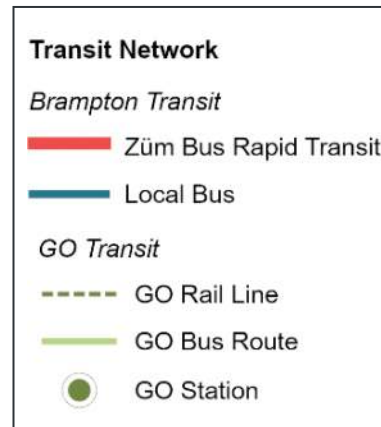 Transit Network
Brampton Transit
Züm Bus Rapid Transit
Local Bus
GO Transit
GO Rail Line
GO Bus Route
GO Station